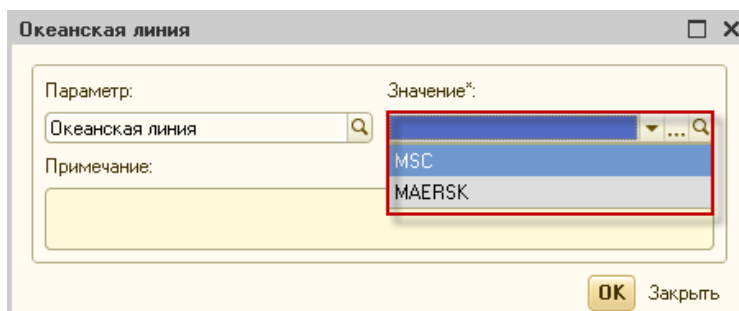 Океанская линия
Параметр: Значение*:
Океанская линия ...
Примечание: MSC
MAERSK
OK Закрыть